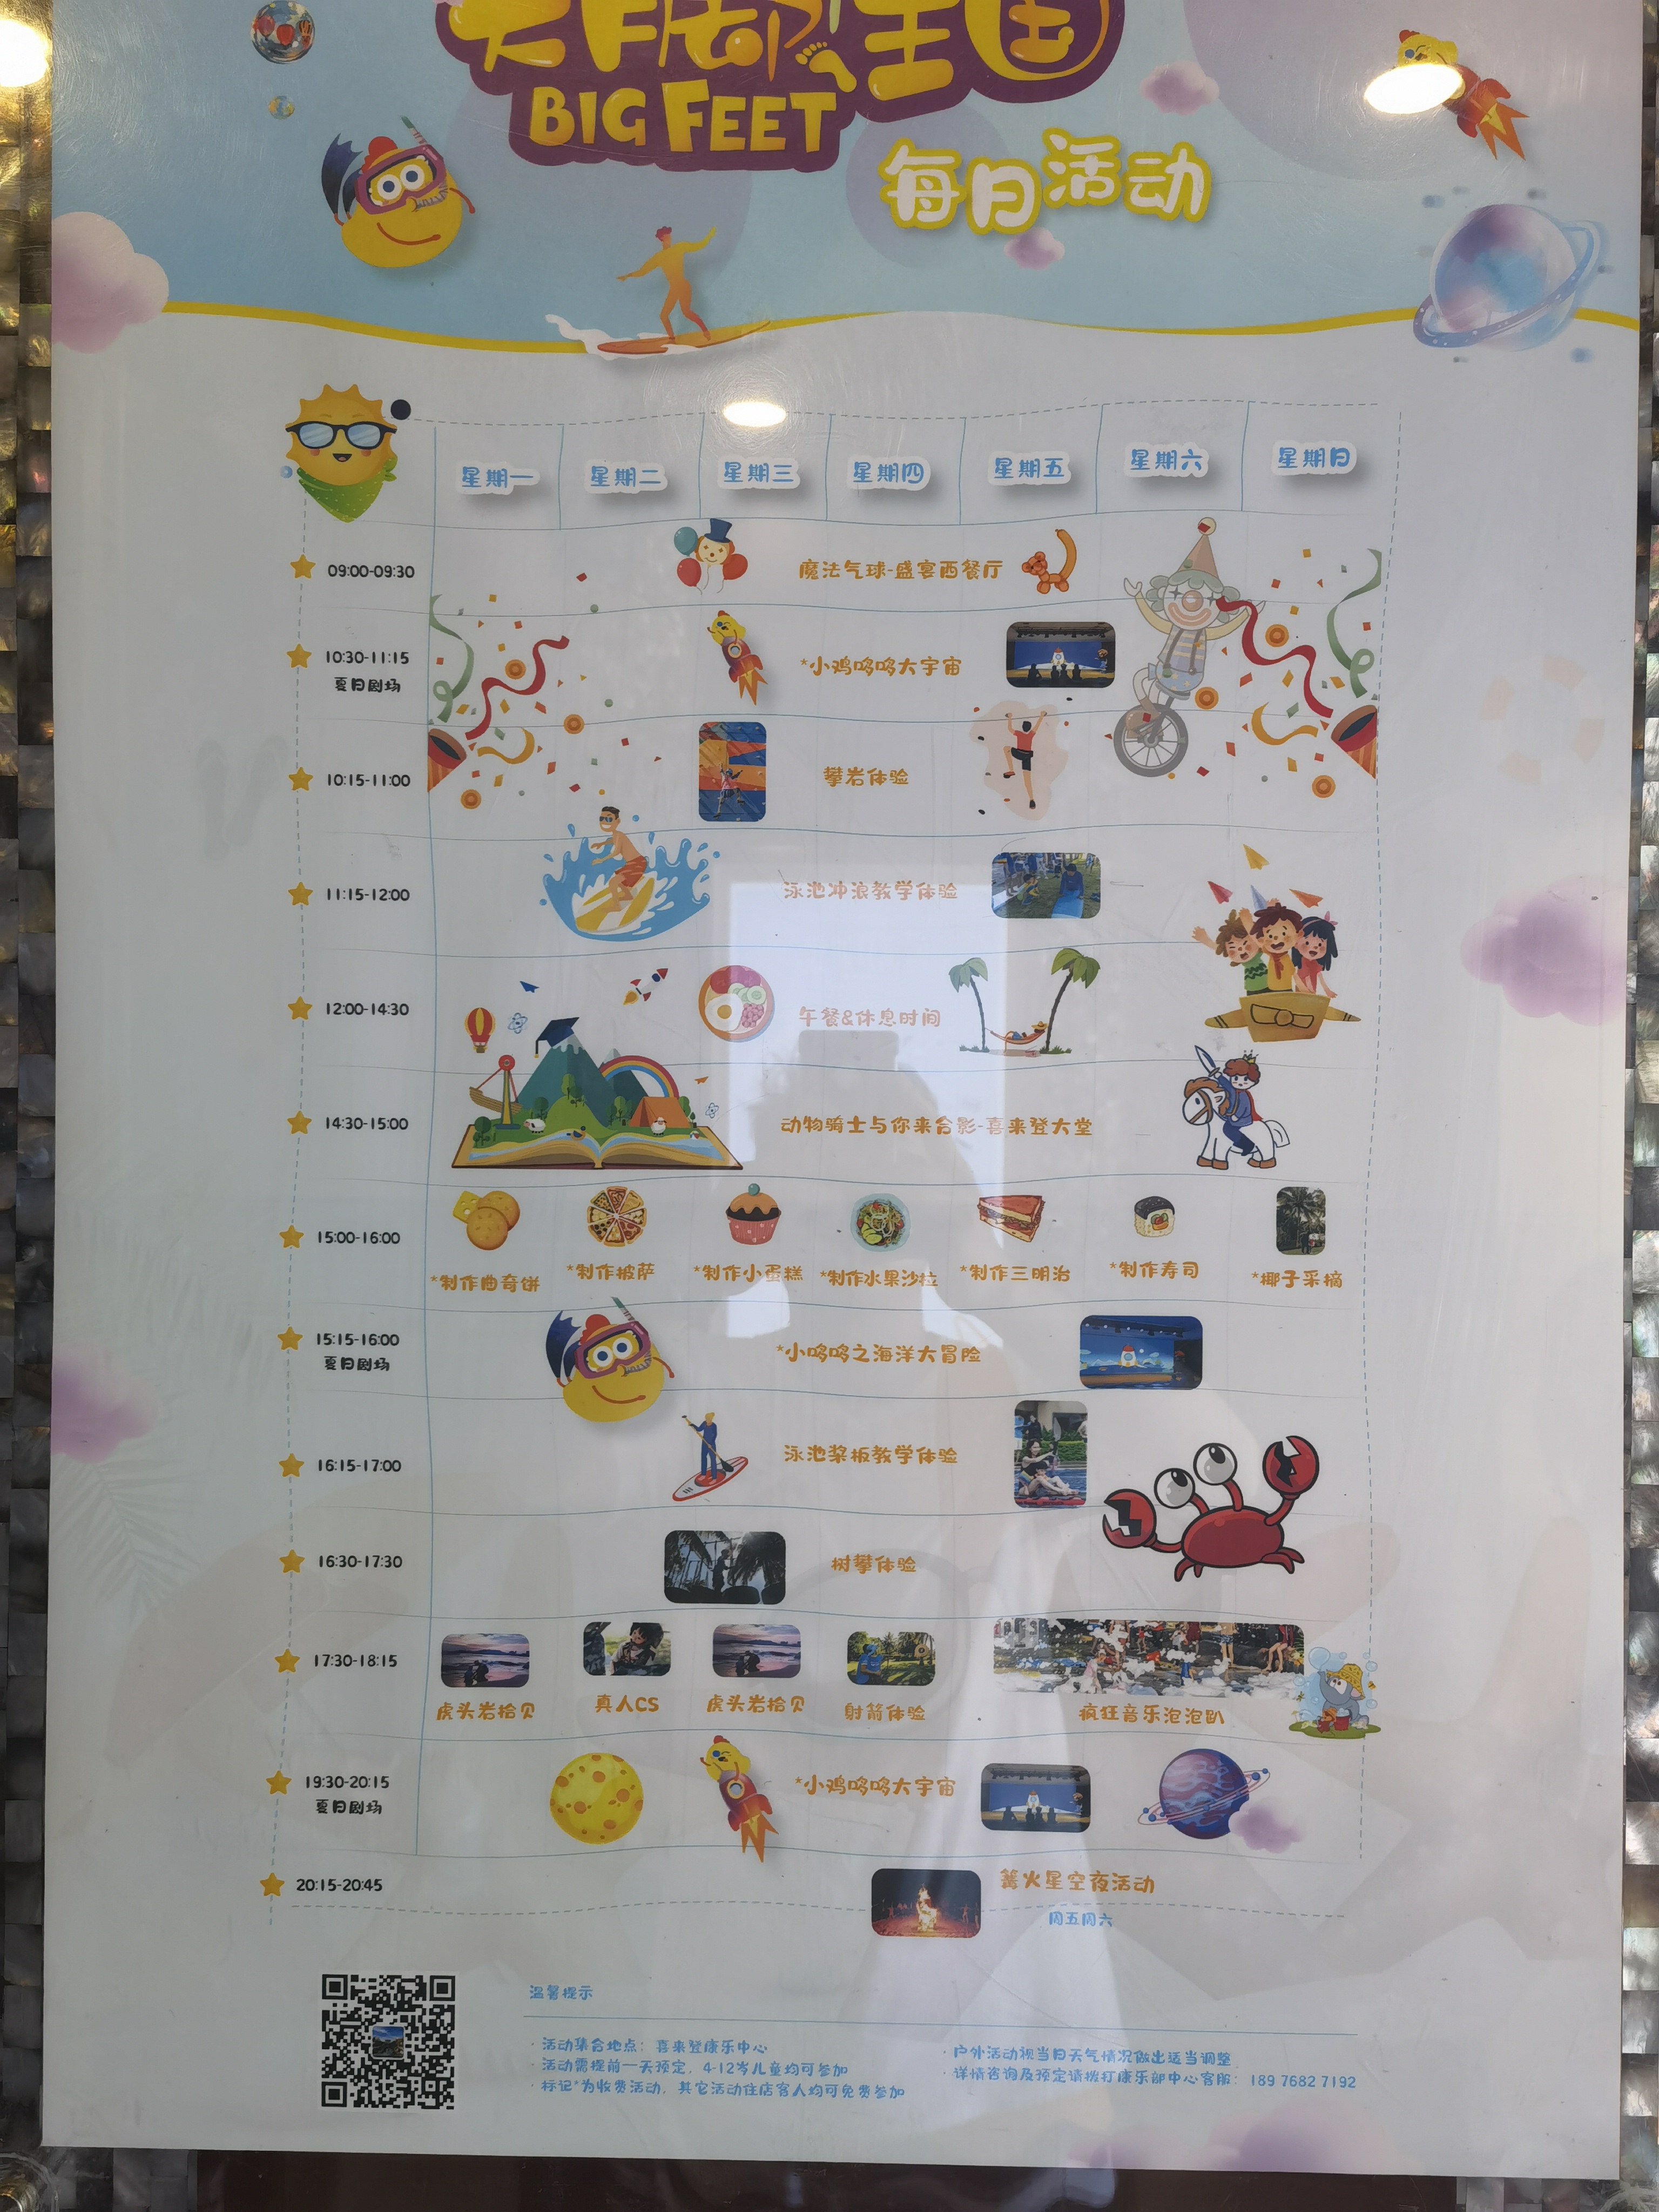 大脚王国
BIG FEET
每日活动
星期一 星期二 星期三 星期四 星期五 星期六 星期日
09:00-09:30 魔法气球-盛宴西餐厅
10:30-11:15 *小鸡哆哆大宇宙
夏日剧场
10:15-11:00 攀岩体验
11:15-12:00 泳池冲浪教学体验
12:00-14:30 午餐&休息时间
14:30-15:00 动物骑士与你来合影-喜来登大堂
15:00-16:00 *制作曲奇饼 *制作披萨 *制作小蛋糕 *制作水果沙拉 *制作三明治 *制作寿司 *椰子采摘
15:15-16:00 *小哆哆之海洋大冒险
夏日剧场
16:15-17:00 泳池桨板教学体验
16:30-17:30 树攀体验
17:30-18:15 虎头岩拾贝 真人CS 虎头岩拾贝 射箭体验 疯狂音乐泡泡趴
19:30-20:15 *小鸡哆哆大宇宙
夏日剧场
20:15-20:45 篝火星空夜活动
周五周六
温馨提示
·活动集合地点：喜来登康乐中心
·活动需提前一天预定，4-12岁儿童均可参加
·标记*为收费活动，其它活动住店客人均可免费参加
·户外活动视当日天气情况做出适当调整
·详情咨询及预定请拨打康乐部中心客服：189 7682 7192